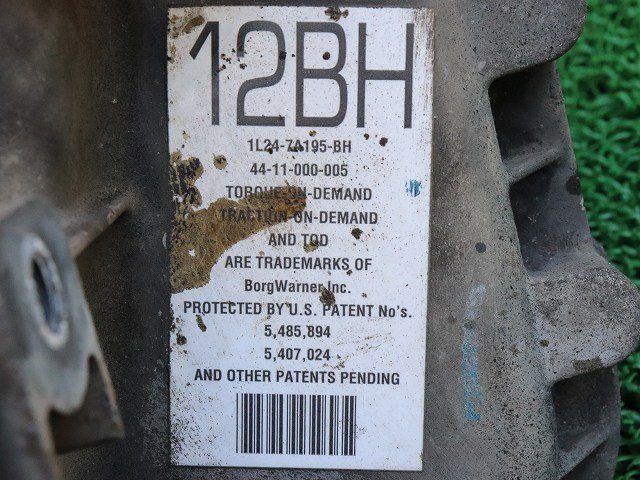 12BH
1L24-7A195-BH
44-11-000-005
TORQUE-ON-DEMAND
TRACTION-ON-DEMAND
AND TOD
ARE TRADEMARKS OF
BorgWarner Inc.
PROTECTED BY U.S. PATENT No's.
5,485,894
5,407,024
AND OTHER PATENTS PENDING